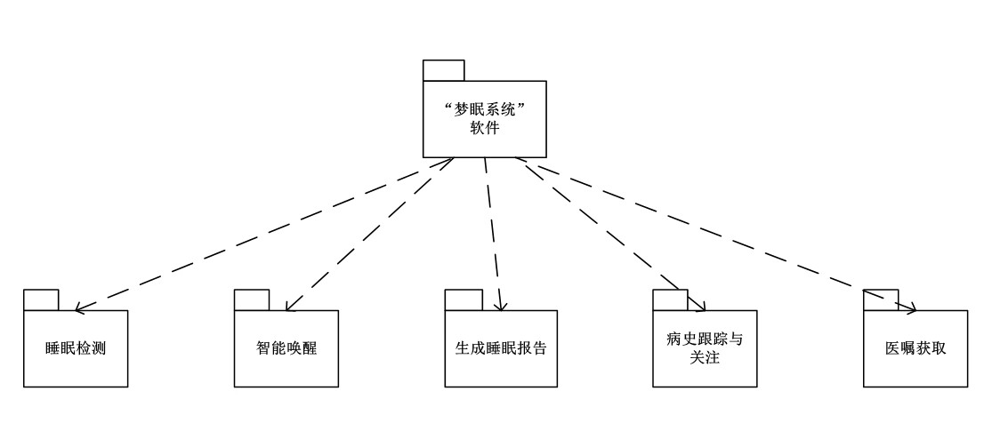 “梦眠系统”
软件
睡眠检测
智能唤醒
生成睡眠报告
病史跟踪与
关注
医嘱获取